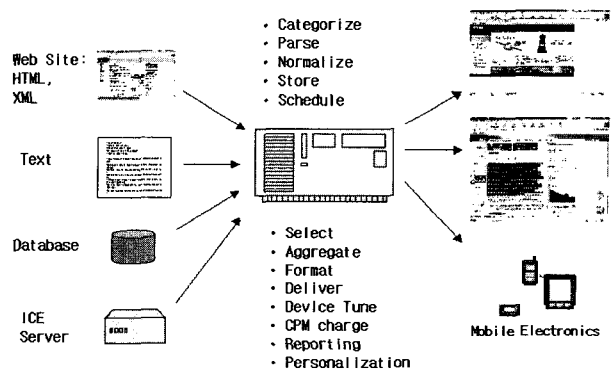 Web Site:
HTML,
XML
Text
Database
ICE
Server
· Categorize
· Parse
· Normalize
· Store
· Schedule
· Select
· Aggregate
· Format
· Deliver
· Device Tune
· CPM charge
· Reporting
· Personalization
Mobile Electronics